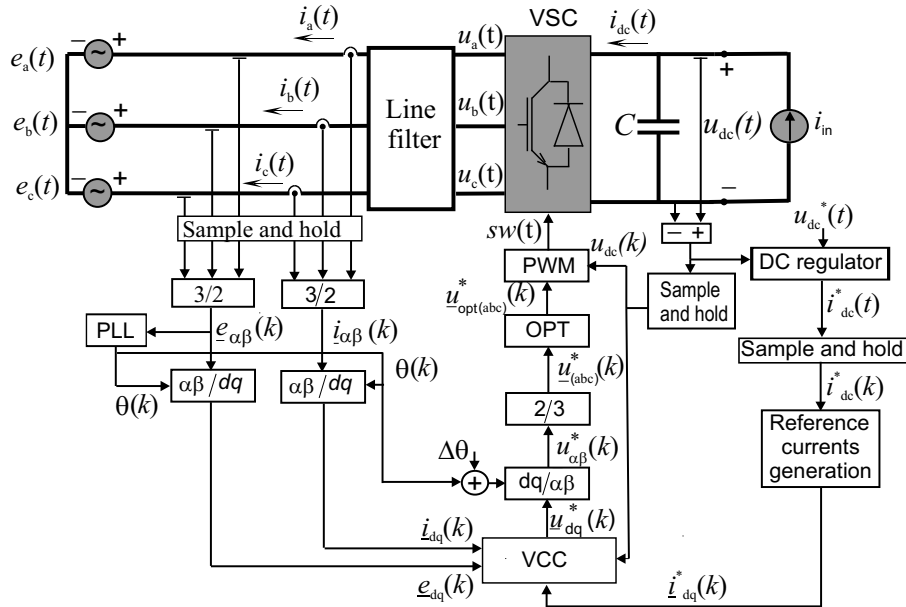 i_a(t)
VSC
i_dc(t)
− +
e_a(t)
~
u_a(t)
+
i_b(t)
− +
e_b(t)
~
Line
filter
u_b(t)
C
u_dc(t)
i_in
i_c(t)
− +
e_c(t)
~
u_c(t)
−
Sample and hold
sw(t)
u_dc(k)
− +
u_dc^*(t)
3/2
3/2
PWM
DC regulator
Sample
and hold
u^*_opt(abc)(k)
i^*_dc(t)
PLL
e_αβ(k)
i_αβ(k)
OPT
Sample and hold
θ(k)
αβ/dq
αβ/dq
θ(k)
u^*_(abc)(k)
i^*_dc(k)
2/3
Reference
currents
generation
Δθ
u^*_αβ(k)
+
dq/αβ
u^*_dq(k)
i_dq(k)
VCC
e_dq(k)
i^*_dq(k)